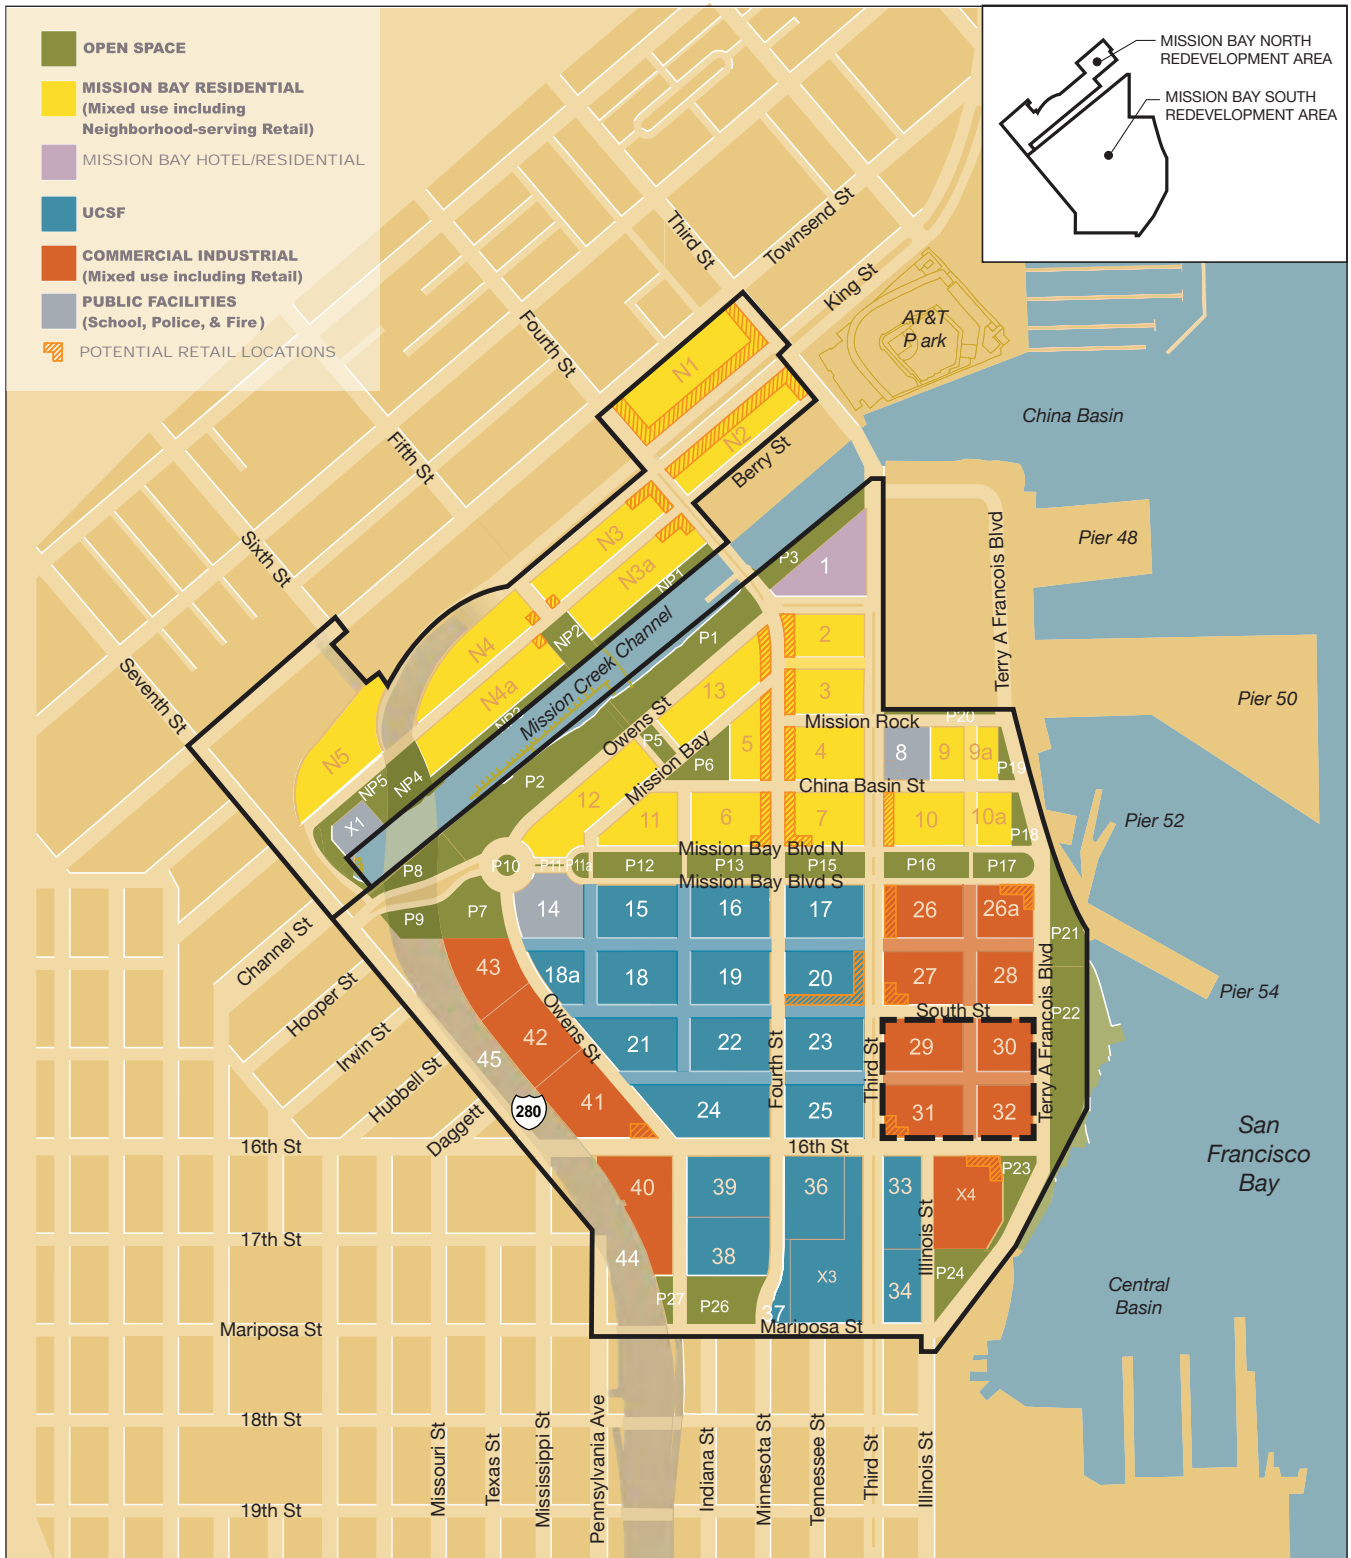 OPEN SPACE
MISSION BAY RESIDENTIAL
(Mixed use including
Neighborhood-serving Retail)
MISSION BAY HOTEL/RESIDENTIAL
UCSF
COMMERCIAL INDUSTRIAL
(Mixed use including Retail)
PUBLIC FACILITIES
(School, Police, & Fire)
POTENTIAL RETAIL LOCATIONS
MISSION BAY NORTH
REDEVELOPMENT AREA
MISSION BAY SOUTH
REDEVELOPMENT AREA
Third St
Townsend St
King St
AT&T
Park
Fourth St
N1
China Basin
N2
Fifth St
Berry St
Sixth St
N3
N3a
NP1
P3
1
Pier 48
Terry A Francois Blvd
N4
NP2
P1
2
Mission Creek Channel
N4a
NP3
13
3
Seventh St
Pier 50
Owens St
Mission Rock
P20
N5
P5
5
4
8
9
9a
P19
NP5
NP4
P2
Mission Bay
P6
China Basin St
12
11
6
7
10
10a
P18
Pier 52
X1
Mission Bay Blvd N
P8
P10
P11
P11a
P12
P13
P15
P16
P17
Mission Bay Blvd S
P9
P7
14
15
16
17
26
26a
P21
Channel St
43
18a
18
19
20
27
28
Pier 54
Hooper St
Owens St
South St
P22
Irwin St
42
45
21
22
23
29
30
Terry A Francois Blvd
Hubbell St
Fourth St
Third St
280
41
24
25
31
32
Daggett
16th St
16th St
San
Francisco
Bay
40
39
36
33
X4
P23
17th St
44
38
X3
34
Illinois St
P24
Central
Basin
P27
P26
37
Mariposa St
Mariposa St
18th St
Missouri St
Texas St
Mississippi St
Pennsylvania Ave
Indiana St
Minnesota St
Tennessee St
Third St
Illinois St
19th St